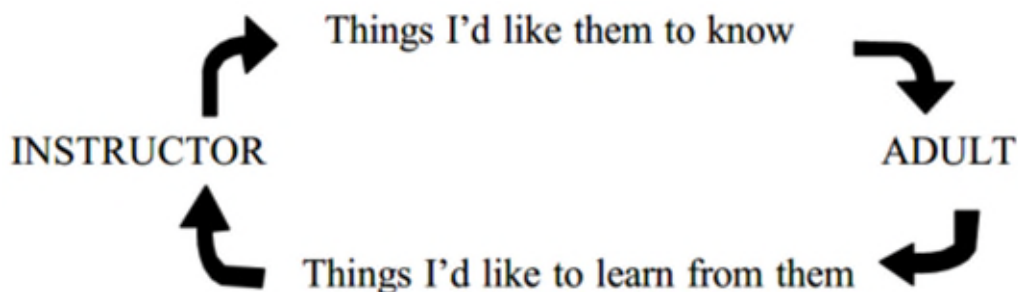 Things I'd like them to know
INSTRUCTOR
ADULT
Things I'd like to learn from them